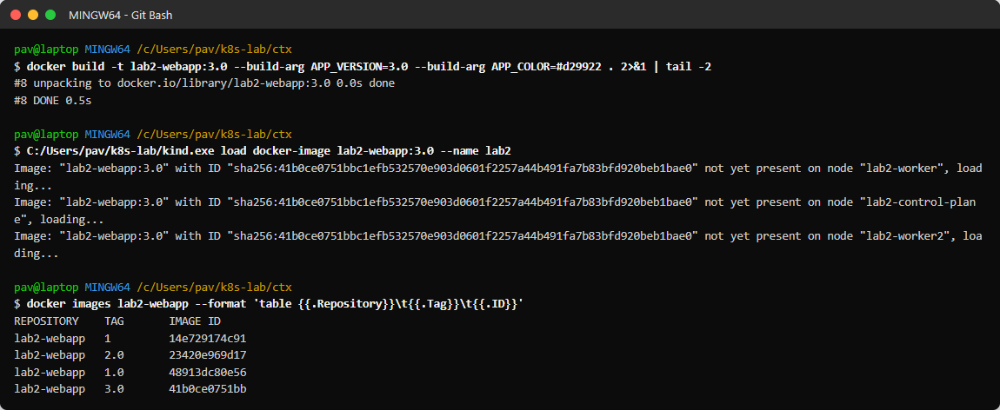 MINGW64 - Git Bash
pav@laptop MINGW64 /c/Users/pav/k8s-lab/ctx
$ docker build -t lab2-webapp:3.0 --build-arg APP_VERSION=3.0 --build-arg APP_COLOR=#d29922 . 2>&1 | tail -2
#8 unpacking to docker.io/library/lab2-webapp:3.0 0.0s done
#8 DONE 0.5s
pav@laptop MINGW64 /c/Users/pav/k8s-lab/ctx
$ C:/Users/pav/k8s-lab/kind.exe load docker-image lab2-webapp:3.0 --name lab2
Image: "lab2-webapp:3.0" with ID "sha256:41b0ce0751bbc1efb532570e903d0601f2257a44b491fa7b83bfd920beb1bae0" not yet present on node "lab2-worker", load
ing...
Image: "lab2-webapp:3.0" with ID "sha256:41b0ce0751bbc1efb532570e903d0601f2257a44b491fa7b83bfd920beb1bae0" not yet present on node "lab2-control-plan
e", loading...
Image: "lab2-webapp:3.0" with ID "sha256:41b0ce0751bbc1efb532570e903d0601f2257a44b491fa7b83bfd920beb1bae0" not yet present on node "lab2-worker2", loa
ding...
pav@laptop MINGW64 /c/Users/pav/k8s-lab/ctx
$ docker images lab2-webapp --format 'table {{.Repository}}\t{{.Tag}}\t{{.ID}}'
REPOSITORY    TAG       IMAGE ID
lab2-webapp   1         14e729174c91
lab2-webapp   2.0       23420e969d17
lab2-webapp   1.0       48913dc80e56
lab2-webapp   3.0       41b0ce0751bb